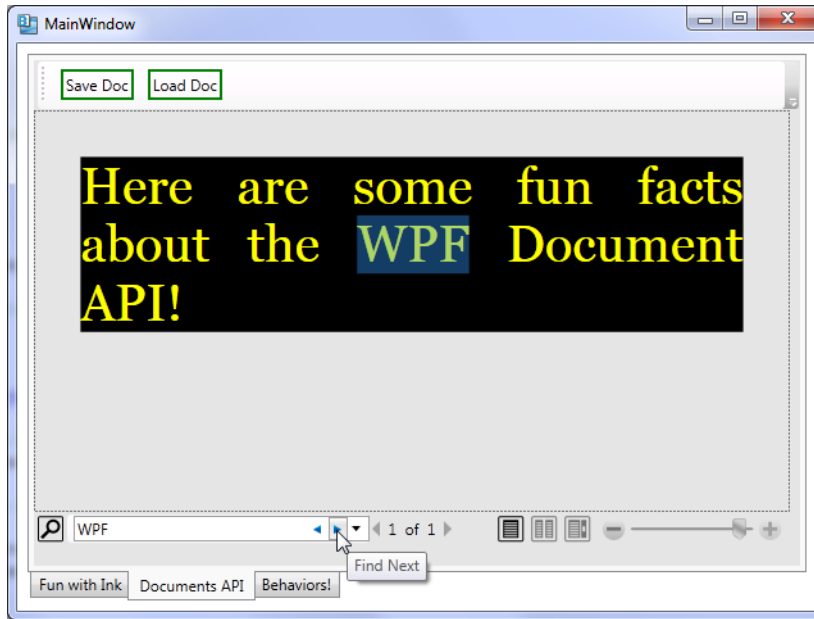 MainWindow
Save Doc Load Doc
Here are some fun facts
about the WPF Document
API!
WPF 1 of 1
Find Next
Fun with Ink Documents API Behaviors!